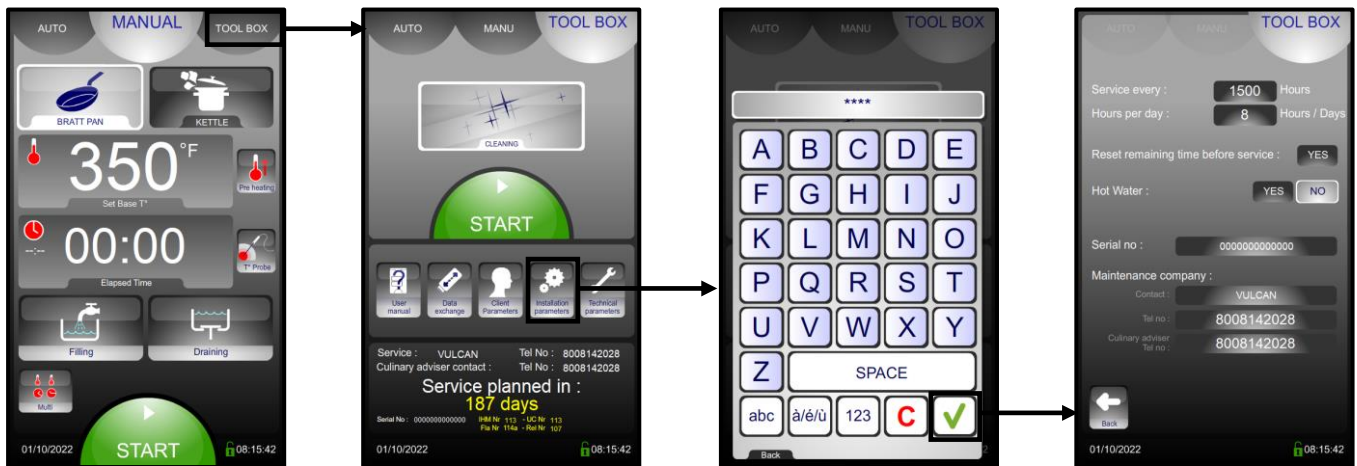 AUTO
MANUAL
TOOL BOX
BRATT PAN
KETTLE
350°F
Set Base T°
Pre heating
--:--
00:00
Elapsed Time
T° Probe
Filling
Draining
Multi
START
01/10/2022
08:15:42
AUTO
MANU
TOOL BOX
CLEANING
START
User manual
Data exchange
Client Parameters
Installation parameters
Technical parameters
Service : VULCAN Tel No : 8008142028
Culinary adviser contact : Tel No : 8008142028
Service planned in :
187 days
Serial No : 0000000000000 IHM Nr 113 - UC Nr 113
Fla Nr 114a - Rel Nr 107
01/10/2022
08:15:42
AUTO
MANU
TOOL BOX
****
A B C D E
F G H I J
K L M N O
P Q R S T
U V W X Y
Z SPACE
abc à/é/ù 123 C
Back
2
AUTO
MANU
TOOL BOX
Service every : 1500 Hours
Hours per day : 8 Hours / Days
Reset remaining time before service : YES
Hot Water : YES NO
Serial no : 0000000000000
Maintenance company :
Contact : VULCAN
Tel no : 8008142028
Culinary adviser
Tel no : 8008142028
Back
01/10/2022
08:15:42